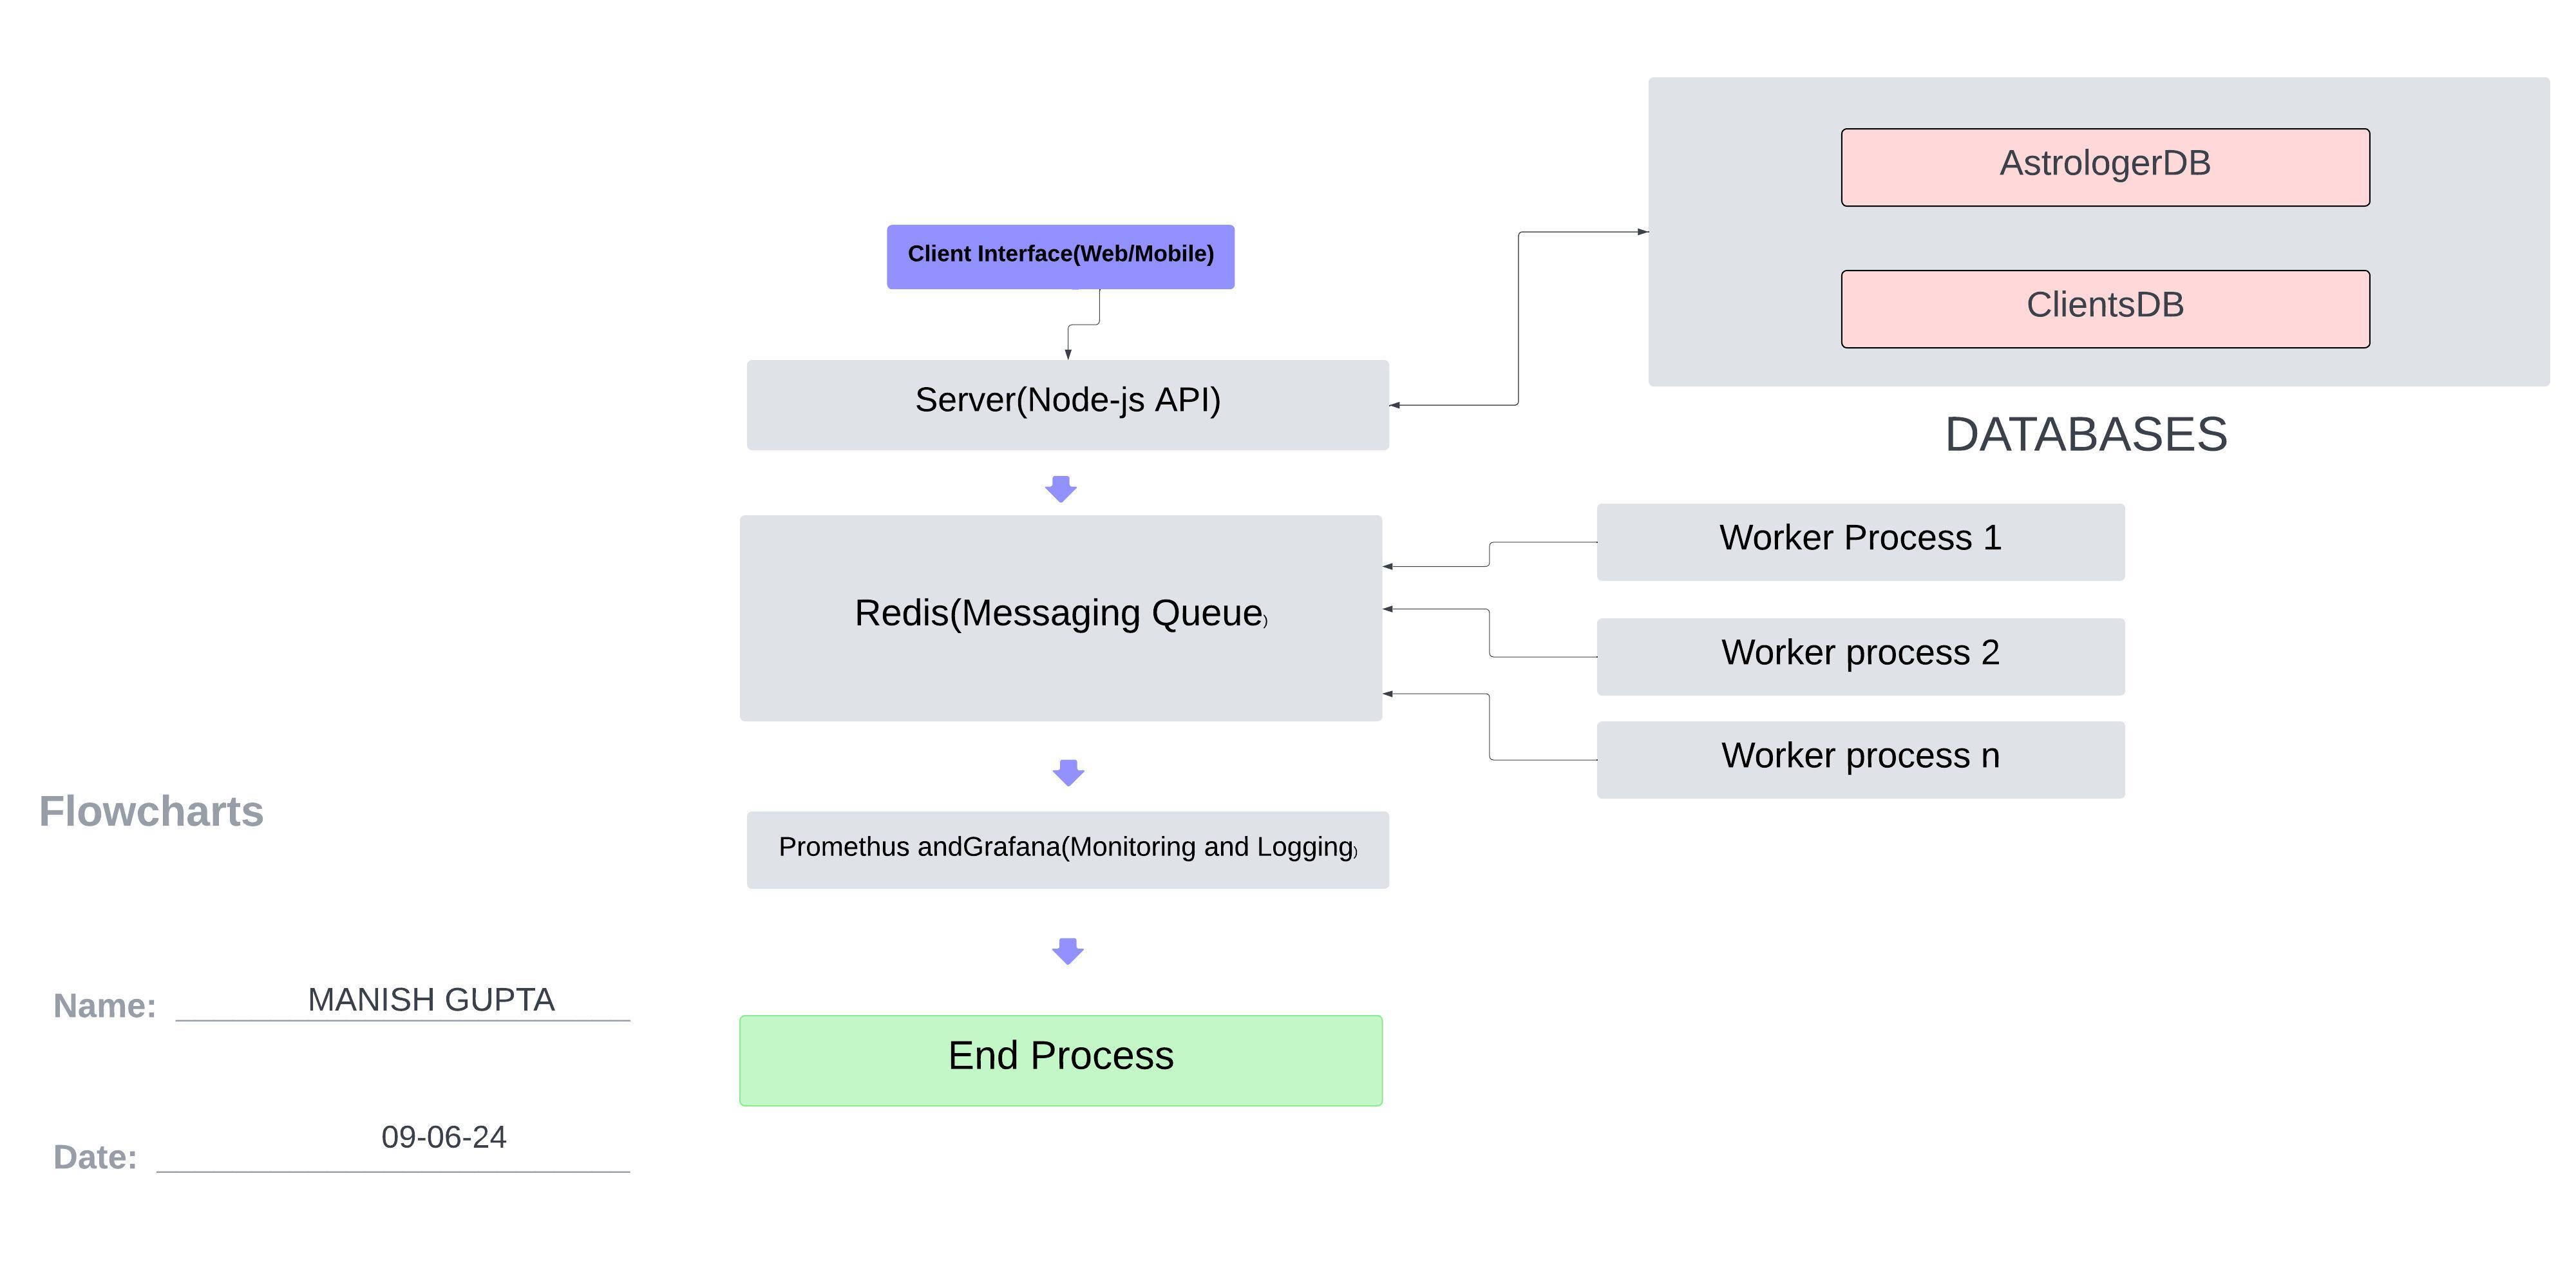 AstrologerDB
Client Interface(Web/Mobile)
ClientsDB
Server(Node-js API)
DATABASES
Worker Process 1
Redis(Messaging Queue)
Worker process 2
Worker process n
Flowcharts
Promethus andGrafana(Monitoring and Logging)
Name: MANISH GUPTA
End Process
Date: 09-06-24